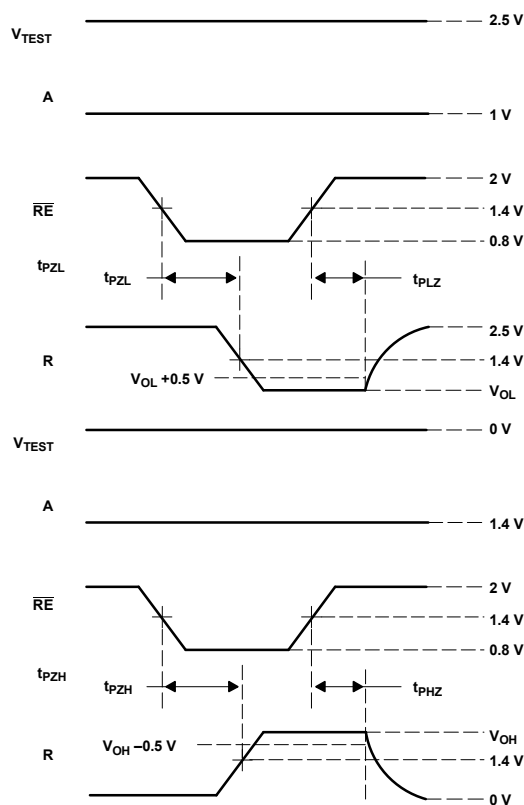 2.5 V
VTEST
A
1 V
2 V
RE
1.4 V
0.8 V
tPZL
tPZL
tPLZ
2.5 V
R
1.4 V
VOL +0.5 V
VOL
0 V
VTEST
A
1.4 V
2 V
RE
1.4 V
0.8 V
tPZH
tPZH
tPHZ
VOH
VOH –0.5 V
R
1.4 V
0 V